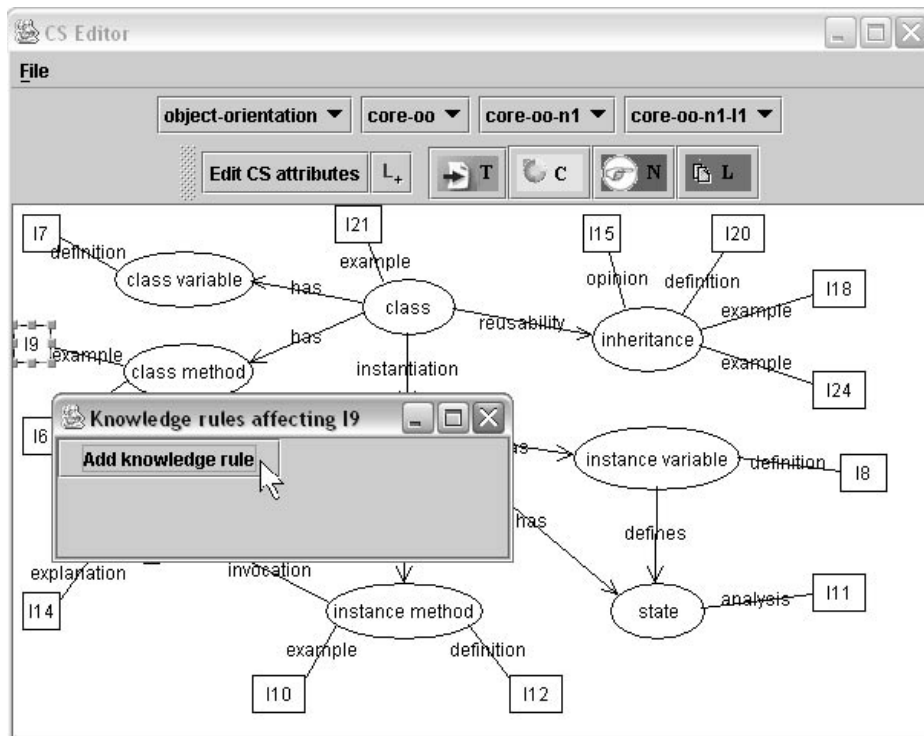 CS Editor
File
object-orientation
core-oo
core-oo-n1
core-oo-n1-l1
Edit CS attributes
L+
T
C
N
L
I7
definition
class variable
has
I21
example
class
I15
opinion
I20
definition
I18
example
reusability
inheritance
example
I24
I9
example
class method
has
instantiation
I6
Knowledge rules affecting I9
Add knowledge rule
instance variable
definition
I8
has
defines
explanation
I14
invocation
instance method
state
analysis
I11
example
definition
I10
I12